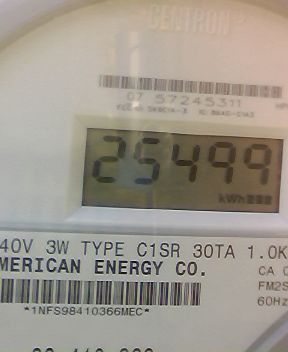 CENTRON
07 57245311
25499
kWh
40V 3W TYPE C1SR 30TA 1.0K
MERICAN ENERGY CO.
CA 0
FM2S
60Hz
*1NFS98410366MEC*